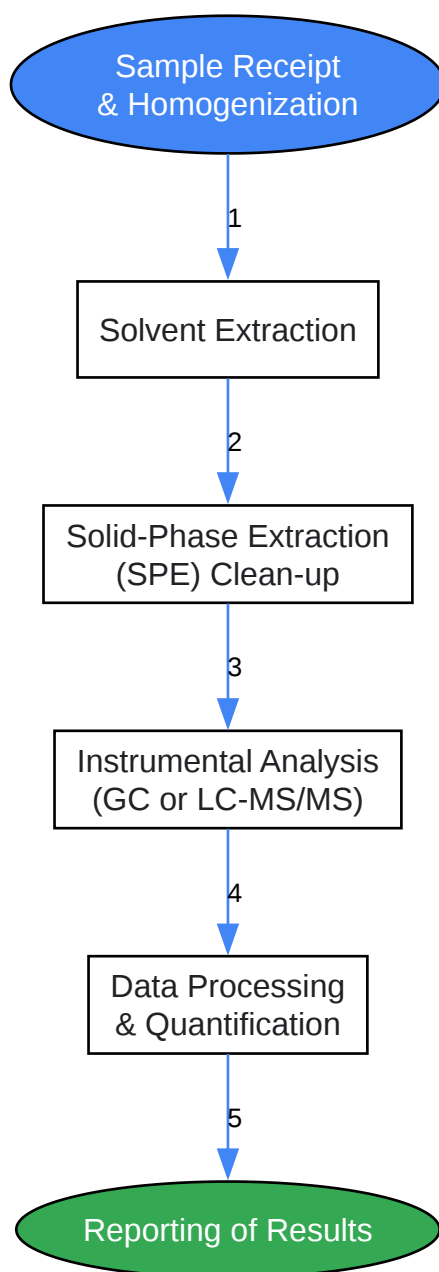 Sample Receipt
& Homogenization
1
Solvent Extraction
2
Solid-Phase Extraction
(SPE) Clean-up
3
Instrumental Analysis
(GC or LC-MS/MS)
4
Data Processing
& Quantification
5
Reporting of Results